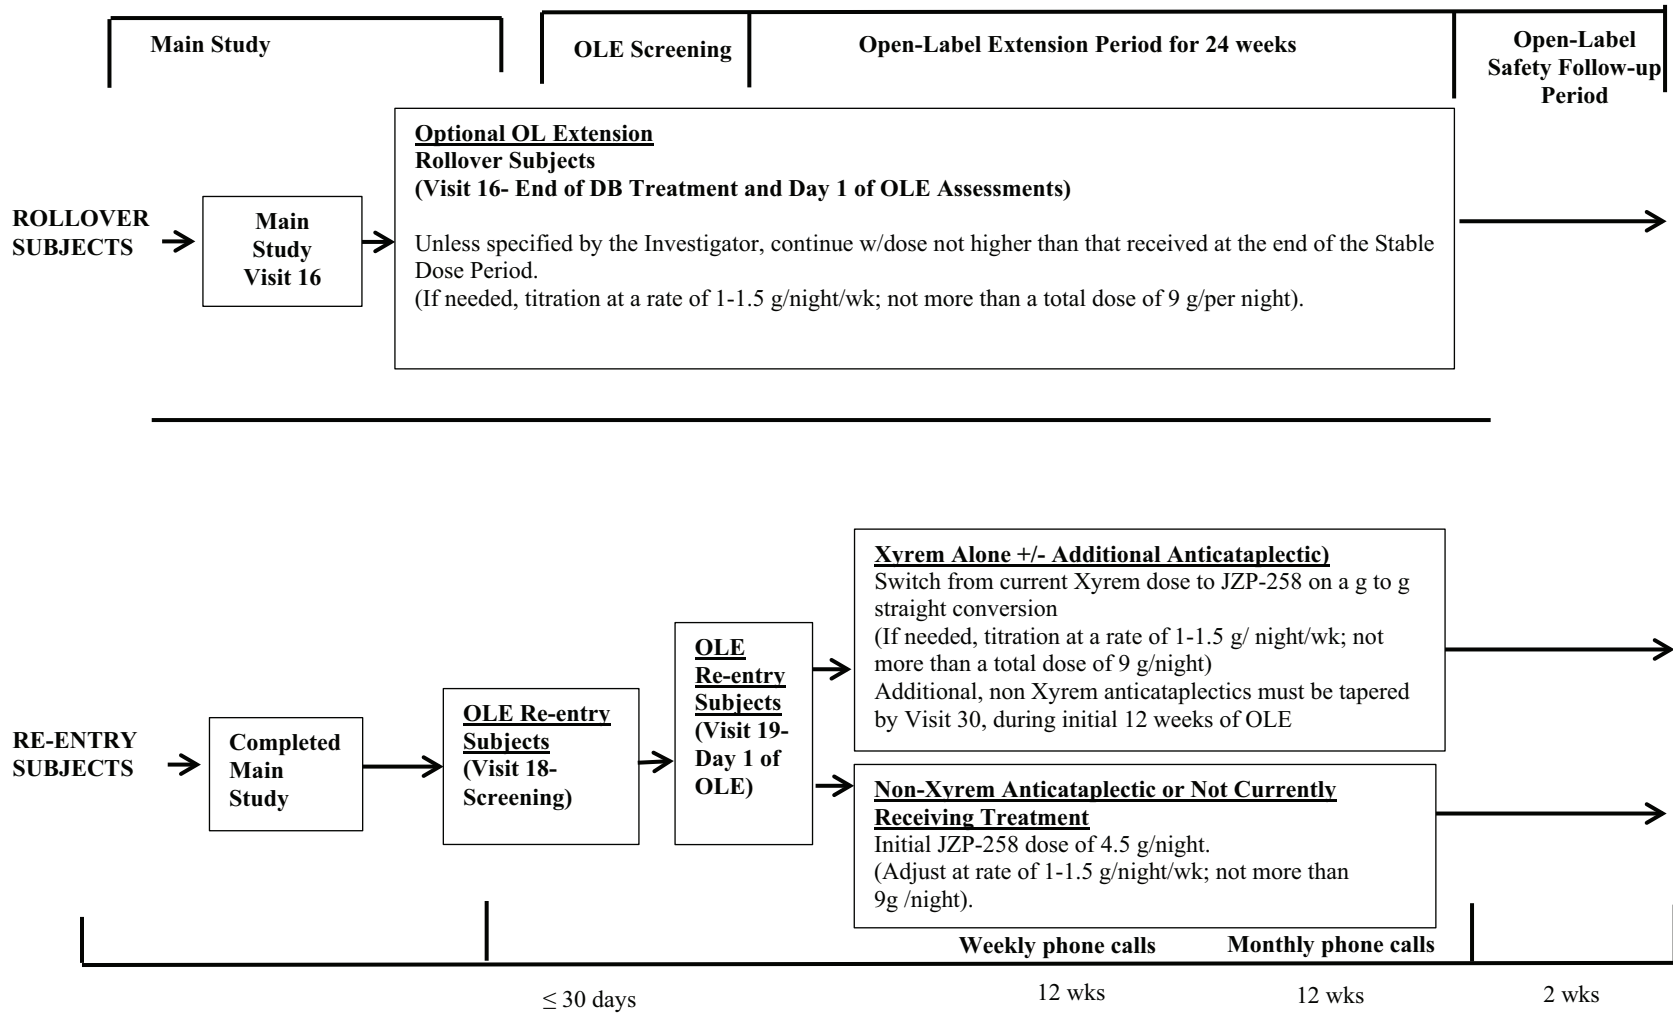 Main Study
OLE Screening
Open-Label Extension Period for 24 weeks
Open-Label
Safety Follow-up
Period
ROLLOVER
SUBJECTS
Main
Study
Visit 16
Optional OL Extension
Rollover Subjects
(Visit 16- End of DB Treatment and Day 1 of OLE Assessments)
Unless specified by the Investigator, continue w/dose not higher than that received at the end of the Stable
Dose Period.
(If needed, titration at a rate of 1-1.5 g/night/wk; not more than a total dose of 9 g/per night).
RE-ENTRY
SUBJECTS
Completed
Main
Study
OLE Re-entry
Subjects
(Visit 18-
Screening)
OLE
Re-entry
Subjects
(Visit 19-
Day 1 of
OLE)
Xyrem Alone +/- Additional Anticataplectic)
Switch from current Xyrem dose to JZP-258 on a g to g
straight conversion
(If needed, titration at a rate of 1-1.5 g/ night/wk; not
more than a total dose of 9 g/night)
Additional, non Xyrem anticataplectics must be tapered
by Visit 30, during initial 12 weeks of OLE
Non-Xyrem Anticataplectic or Not Currently
Receiving Treatment
Initial JZP-258 dose of 4.5 g/night.
(Adjust at rate of 1-1.5 g/night/wk; not more than
9g /night).
Weekly phone calls
Monthly phone calls
≤ 30 days
12 wks
12 wks
2 wks